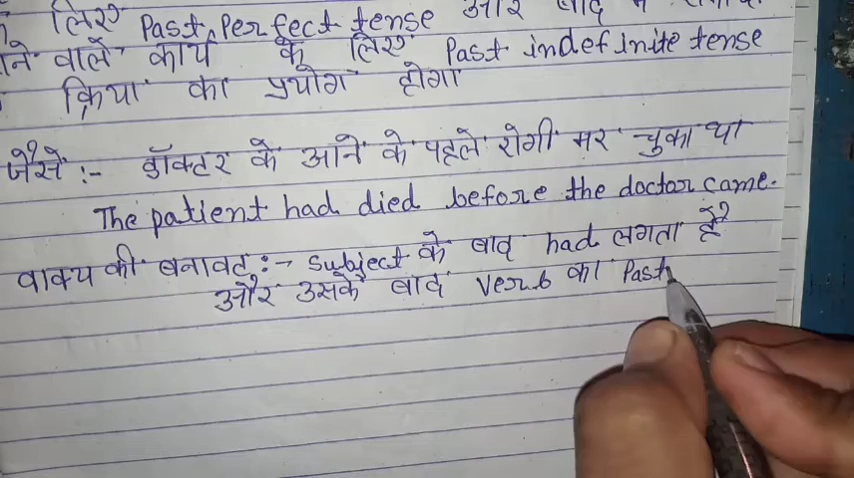 लिए Past Perfect tense और बाद में
वाले कार्य के लिए Past indefinite tense
क्रिया का प्रयोग होगा
जैसे :- डॉक्टर के आने के पहले रोगी मर चुका था
The patient had died before the doctor came.
वाक्य की बनावट :- subject के बाद had लगता है
और उसके बाद verb का Past